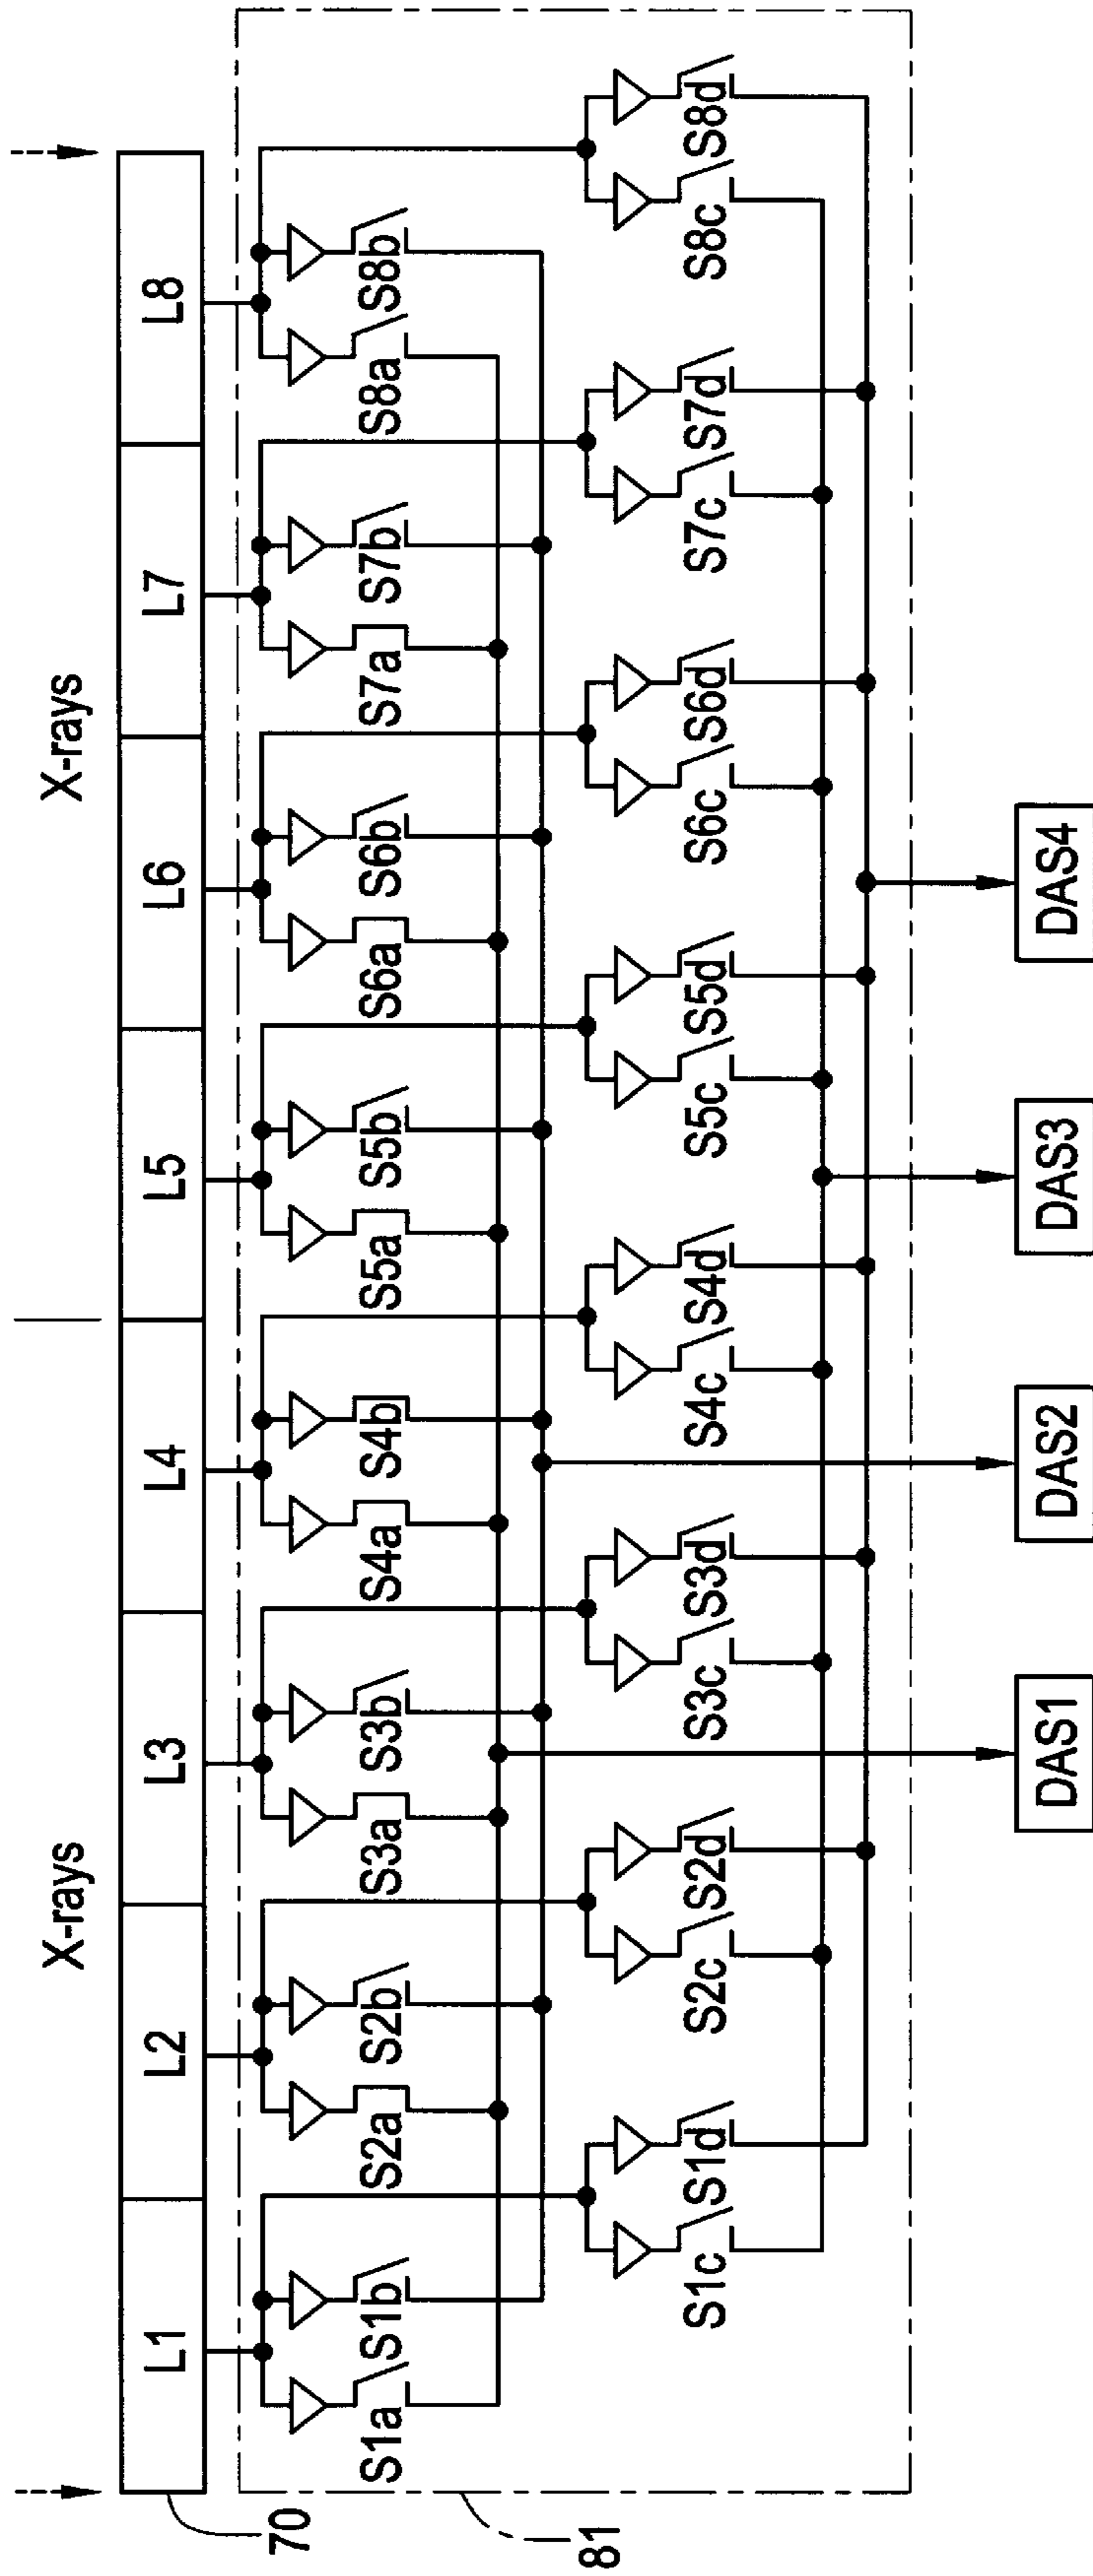 X-rays X-rays
L1 L2 L3 L4 L5 L6 L7 L8
70
S1a S1b S2a S2b S3a S3b S4a S4b S5a S5b S6a S6b S7a S7b S8a S8b
S1c S1d S2c S2d S3c S3d S4c S4d S5c S5d S6c S6d S7c S7d S8c S8d
81
DAS1 DAS2 DAS3 DAS4